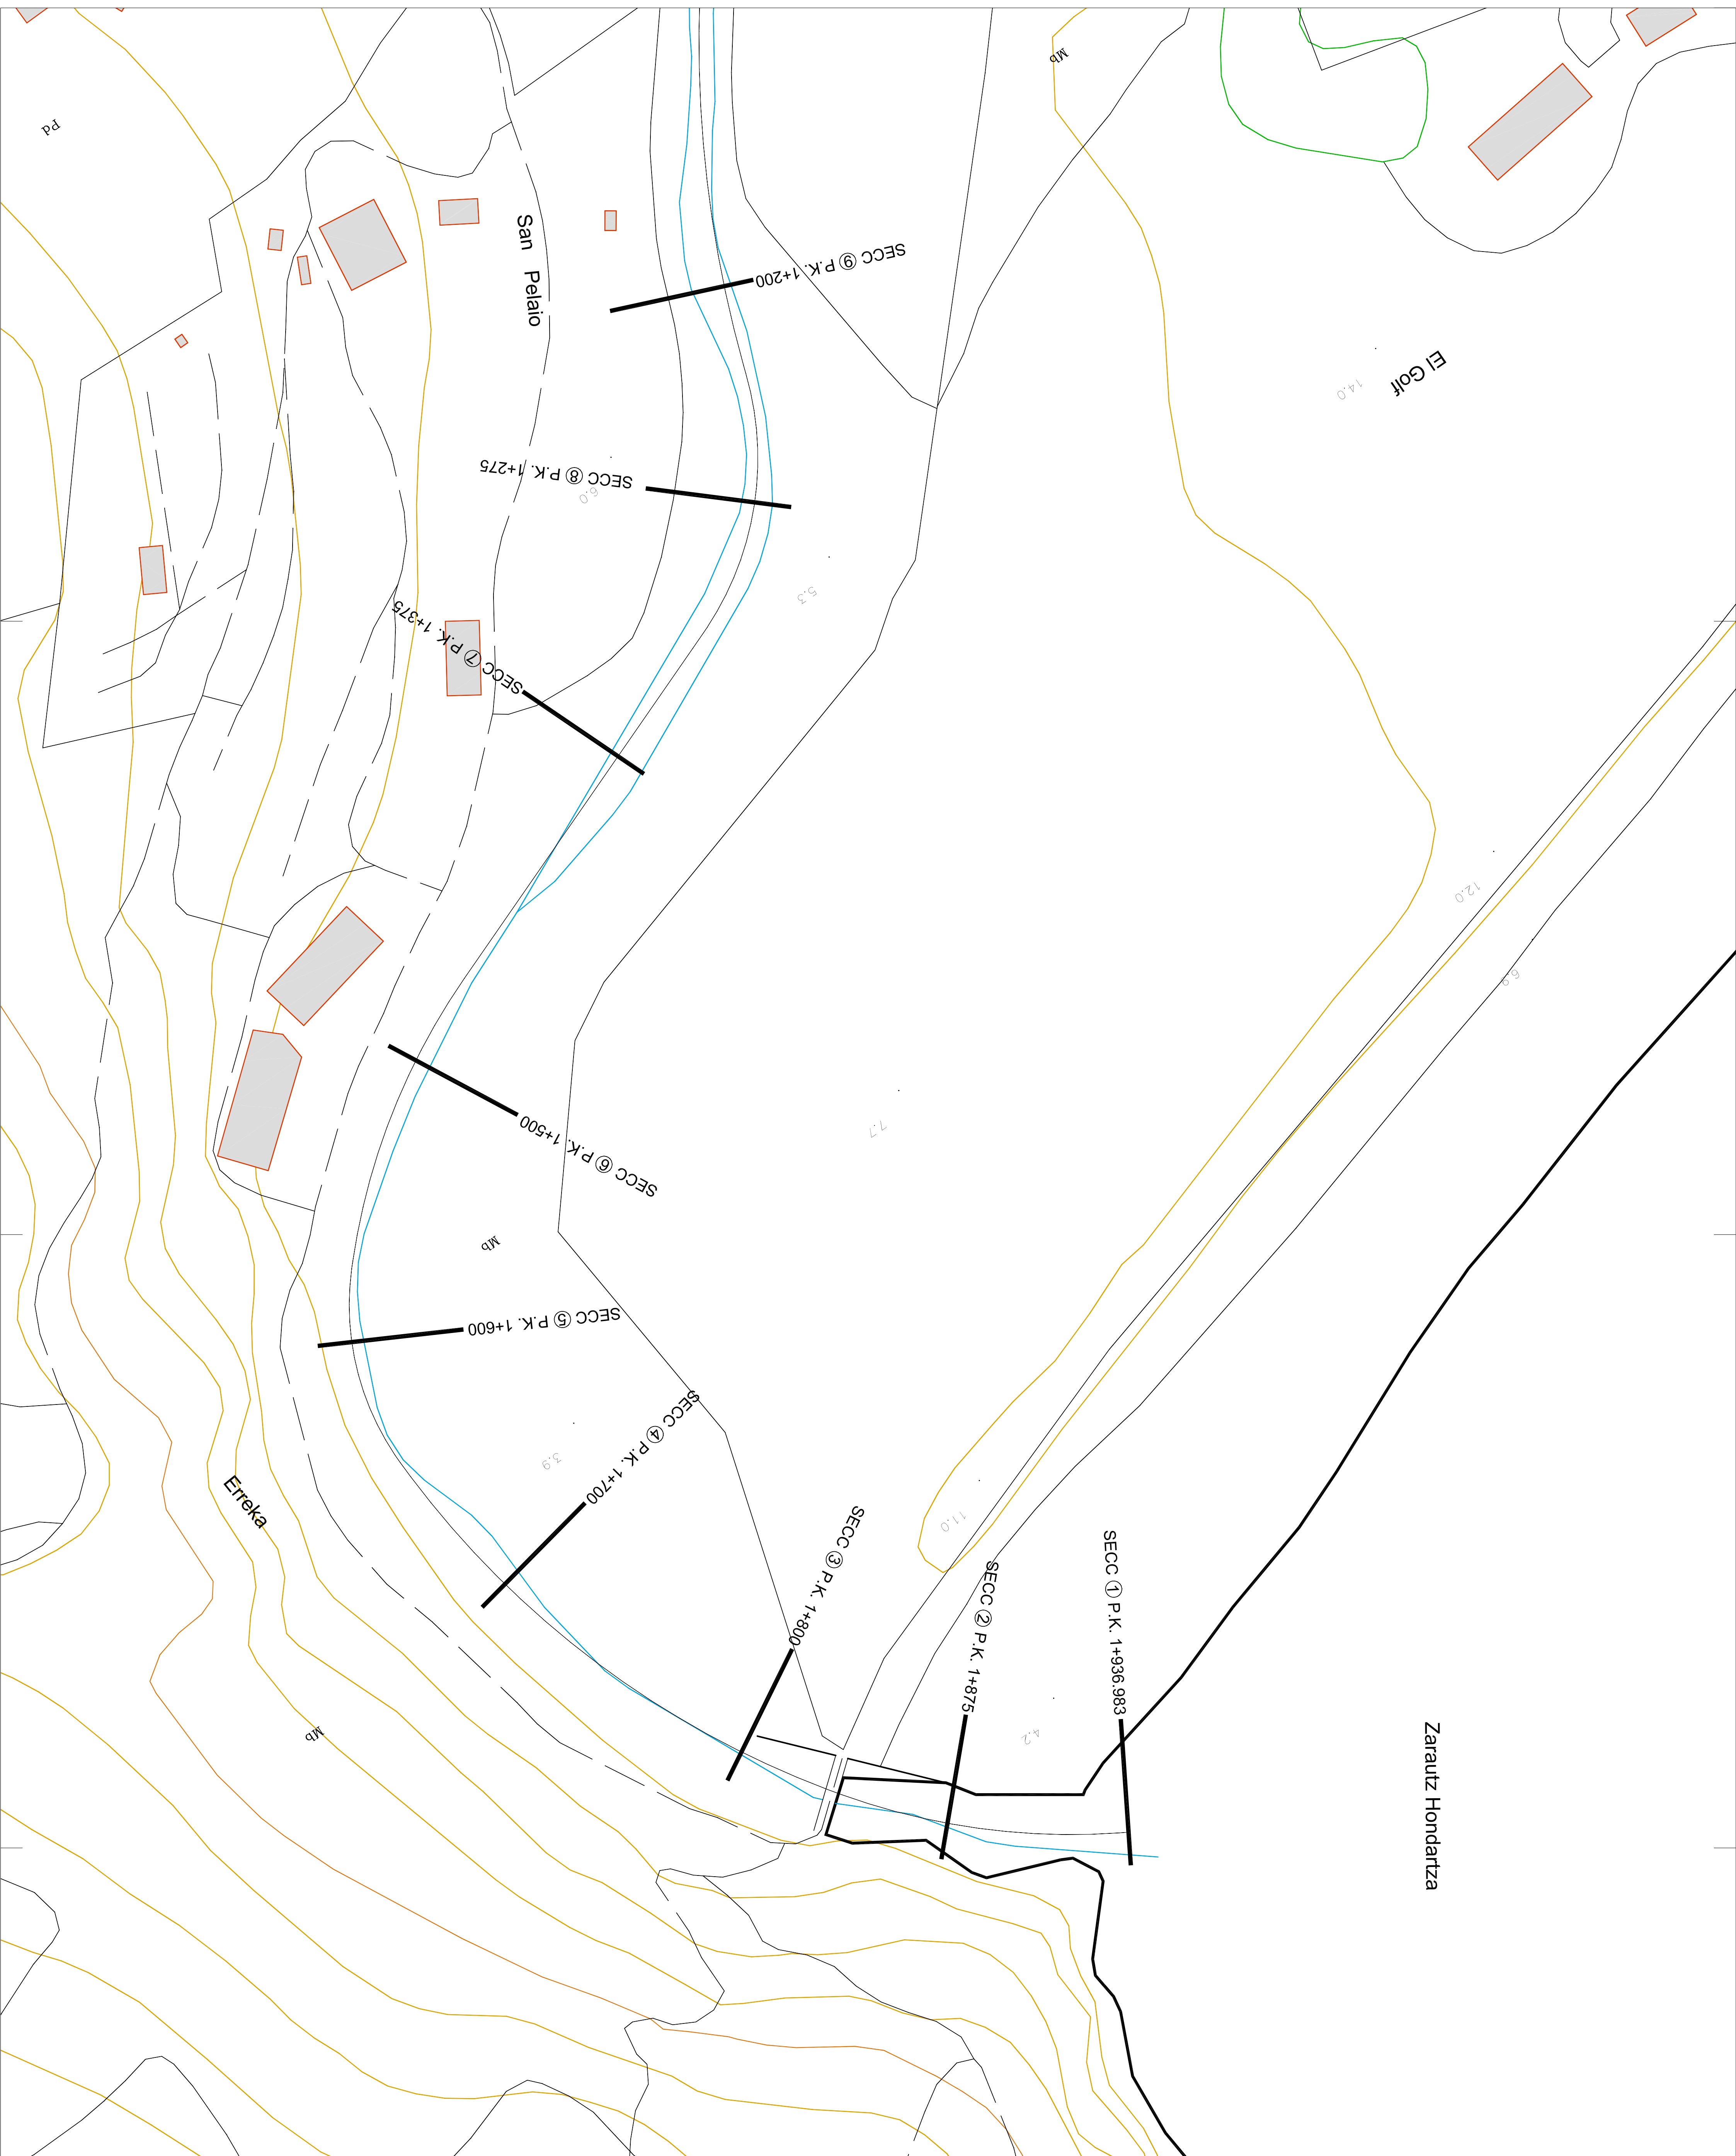 Mb
Pd
San Pelaio
SECC 9 P.K. 1+200
El Golf
14.0
SECC 8 P.K. 1+275
6.0
5.3
SECC 7 P.K. 1+375
12.0
6.9
7.7
SECC 6 P.K. 1+500
Mb
SECC 5 P.K. 1+600
SECC 4 P.K. 1+700
3.9
Erreka
11.0
SECC 3 P.K. 1+800
SECC 2 P.K. 1+875
SECC 1 P.K. 1+936.983
4.2
Mb
Zarautz Hondartza